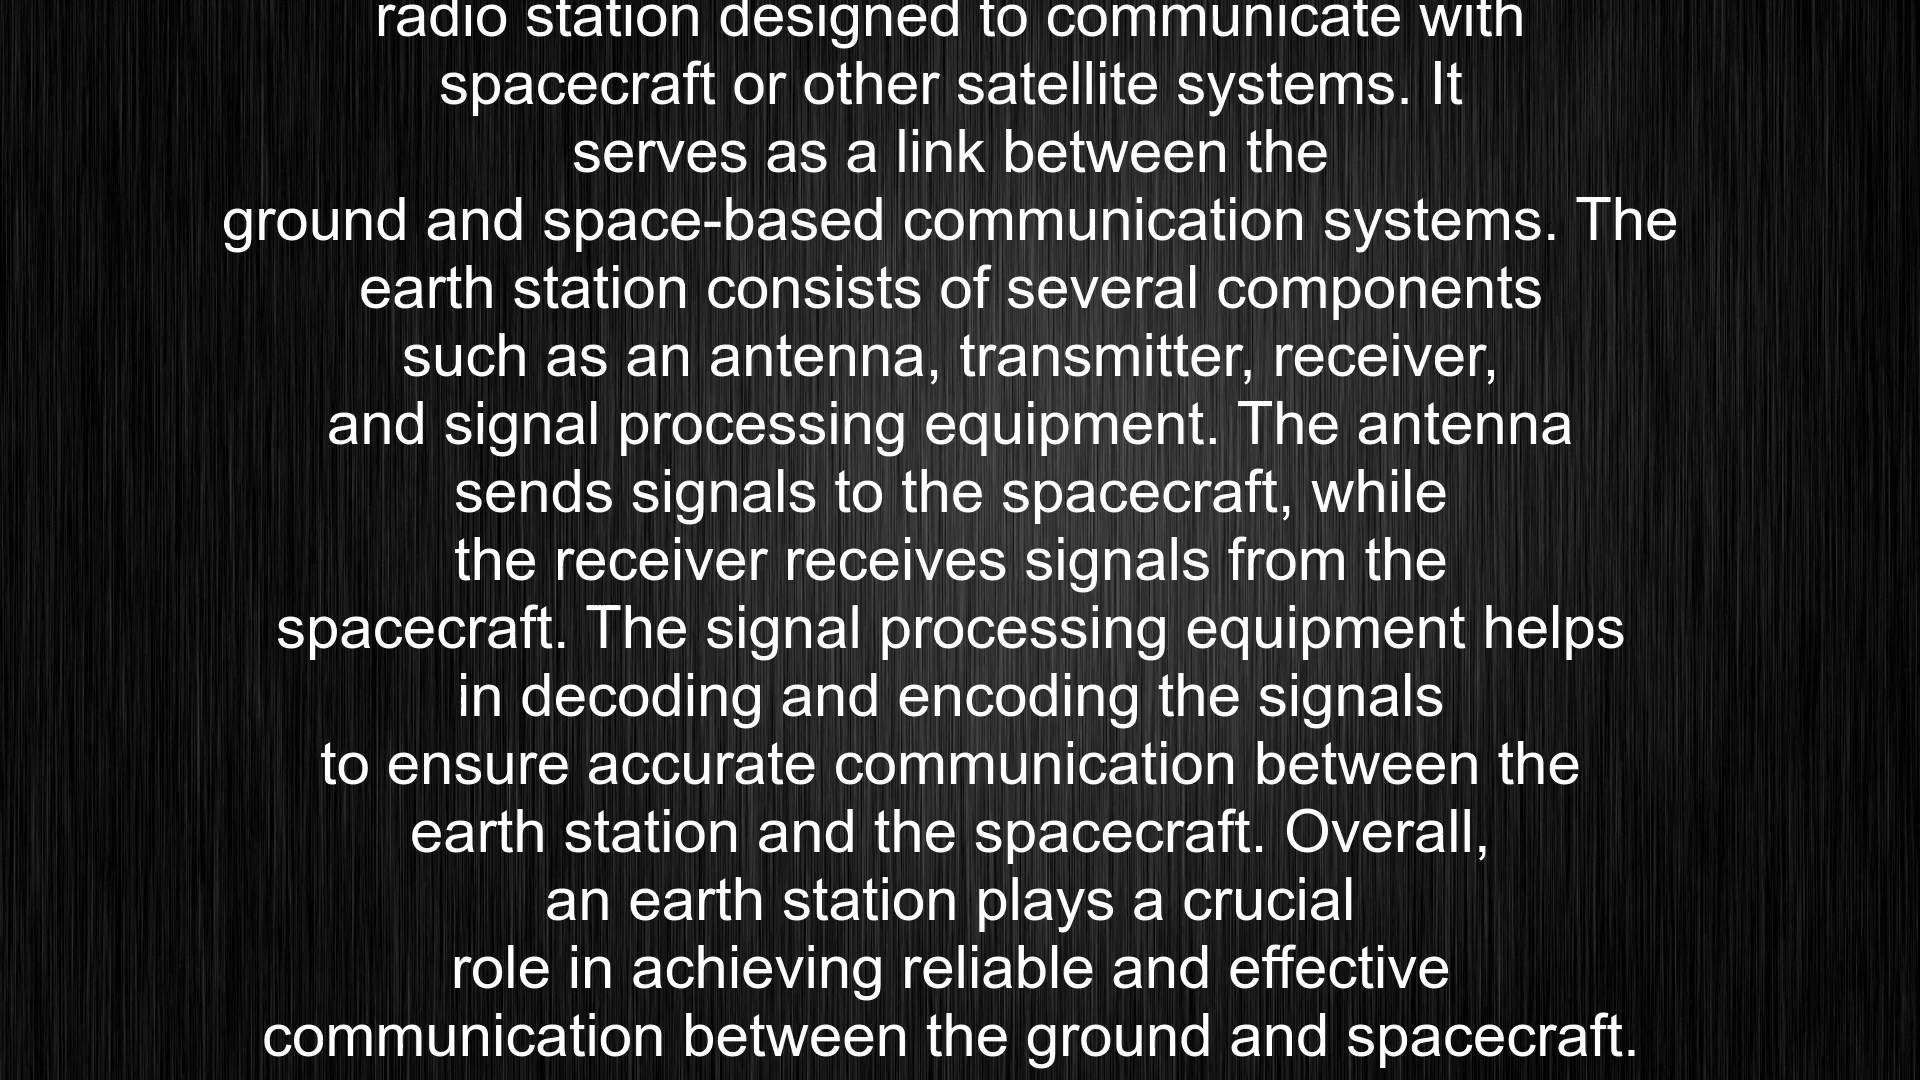 radio station designed to communicate with
spacecraft or other satellite systems. It
serves as a link between the
ground and space-based communication systems. The
earth station consists of several components
such as an antenna, transmitter, receiver,
and signal processing equipment. The antenna
sends signals to the spacecraft, while
the receiver receives signals from the
spacecraft. The signal processing equipment helps
in decoding and encoding the signals
to ensure accurate communication between the
earth station and the spacecraft. Overall,
an earth station plays a crucial
role in achieving reliable and effective
communication between the ground and spacecraft.